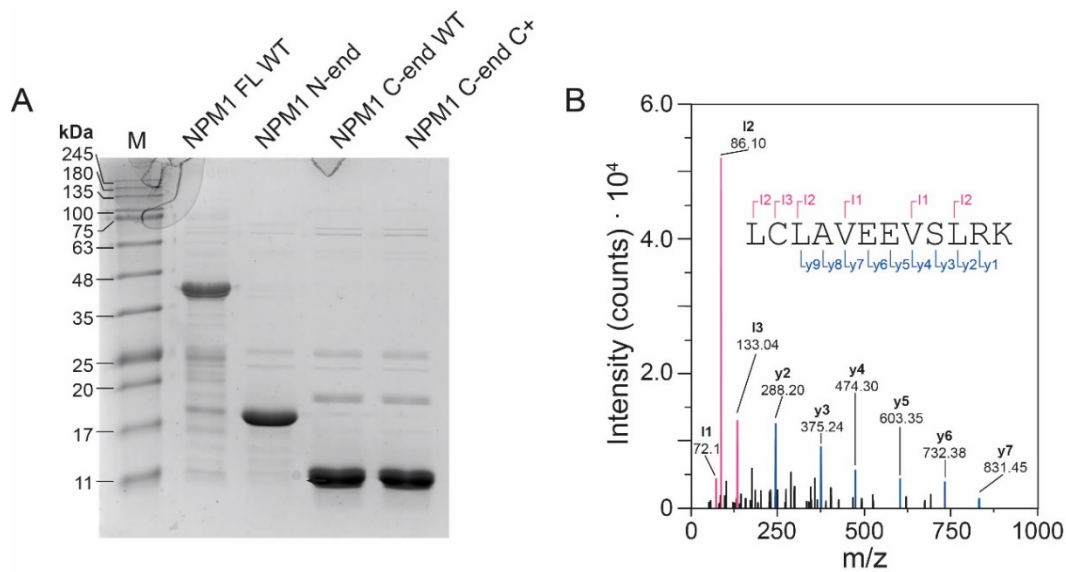 A
kDa
M
NPM1 FL WT
NPM1 N-end
NPM1 C-end WT
NPM1 C-end C+
245
180
135
100
75
63
48
35
25
20
17
11
B
Intensity (counts) · 10⁴
6.0
4.0
2.0
0
I2
86.10
I2 I3 I2 I1 I1 I2
LCLAVEEVSLRK
y9 y8 y7 y6 y5 y4 y3 y2 y1
I3
133.04
I1
72.1
y2
288.20
y3
375.24
y4
474.30
y5
603.35
y6
732.38
y7
831.45
0 250 500 750 1000
m/z